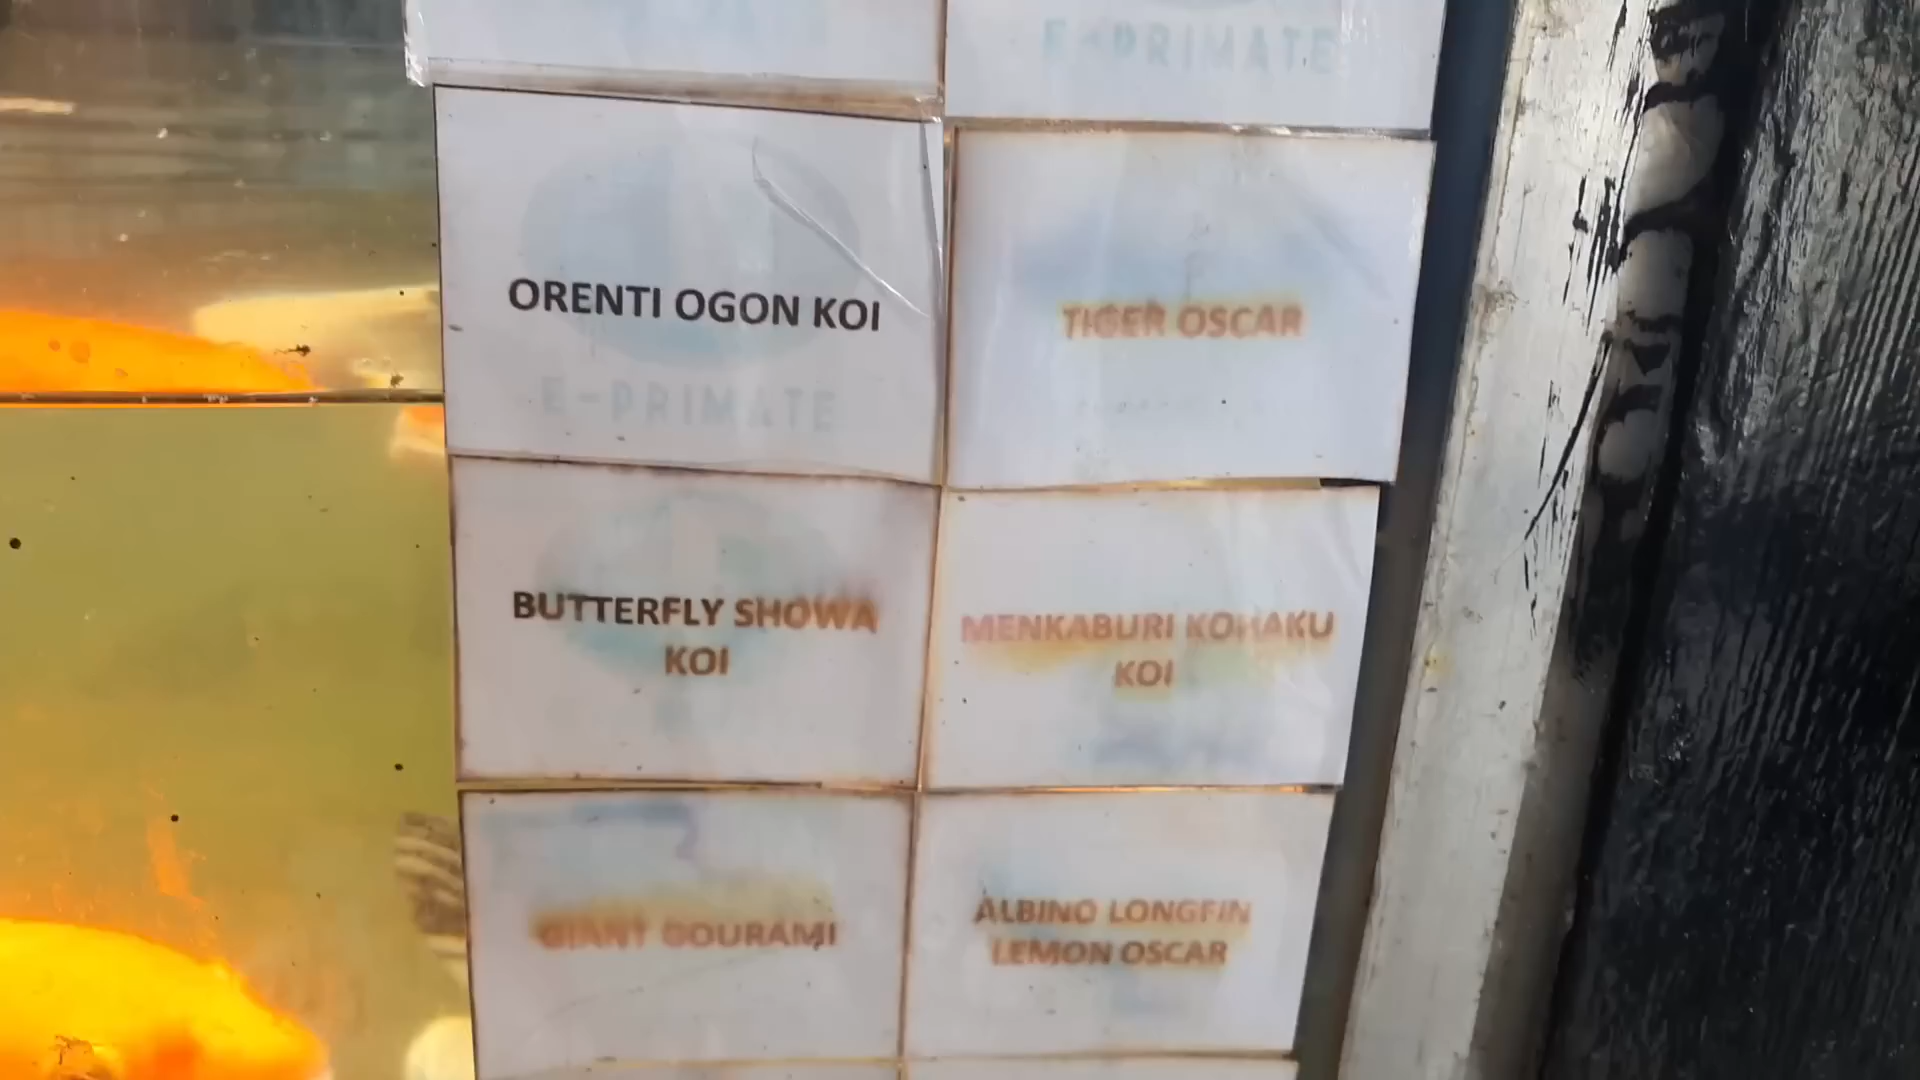 E-PRIMATE
ORENTI OGON KOI
E-PRIMATE
TIGER OSCAR
BUTTERFLY SHOWA
KOI
MENKABURI KOHAKU
KOI
GIANT GOURAMI
ALBINO LONGFIN
LEMON OSCAR